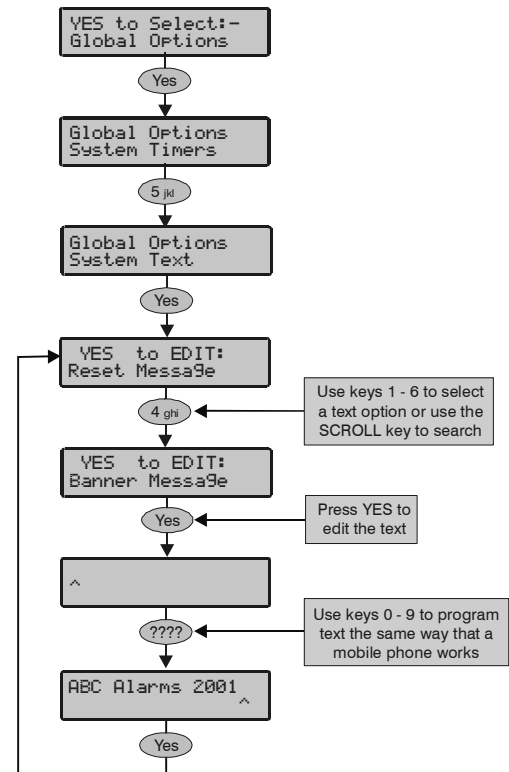 YES to Select:-
Global Options
Yes
Global Options
System Timers
5 jkl
Global Options
System Text
Yes
YES to EDIT:
Reset Message
4 ghi
Use keys 1 - 6 to select
a text option or use the
SCROLL key to search
YES to EDIT:
Banner Message
Yes
Press YES to
edit the text
^
????
Use keys 0 - 9 to program
text the same way that a
mobile phone works
ABC Alarms 2001
^
Yes